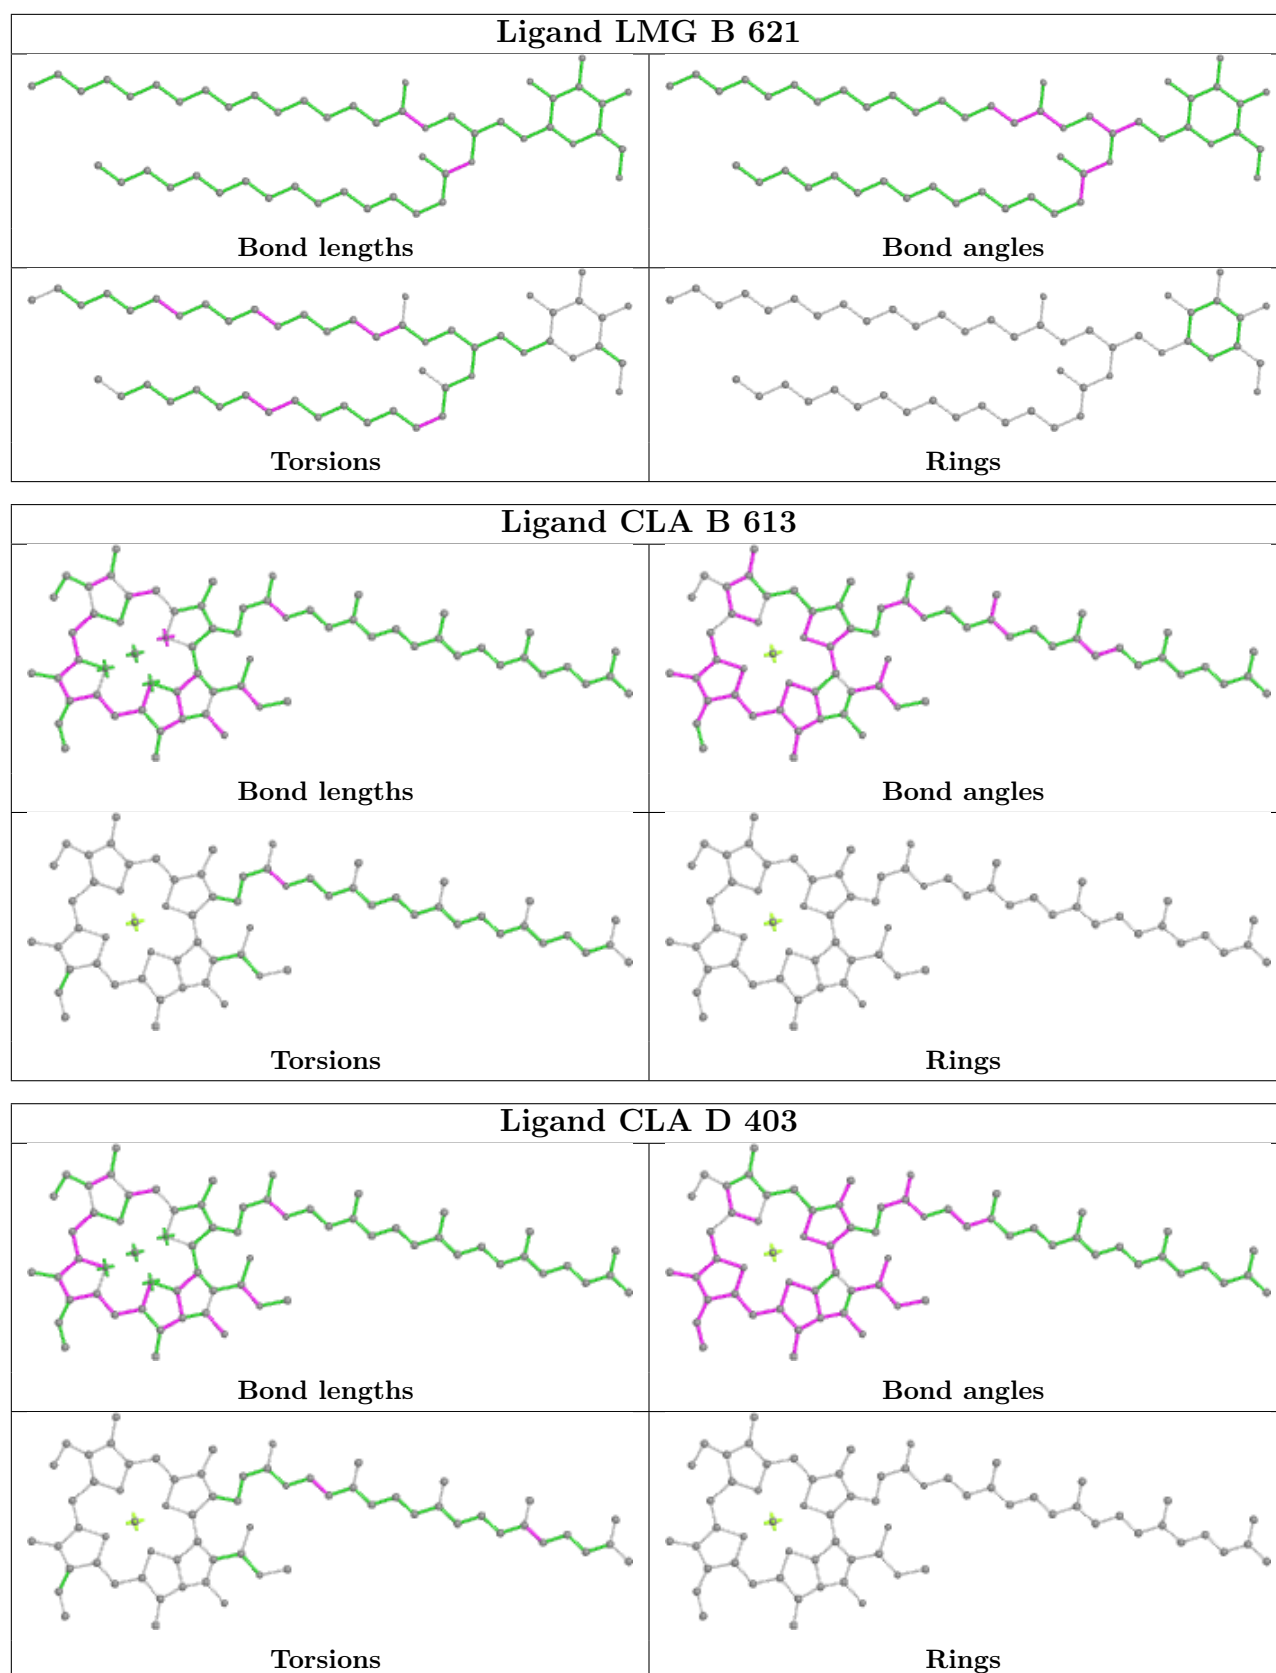 Ligand LMG B 621
Bond lengths
Bond angles
Torsions
Rings
Ligand CLA B 613
Bond lengths
Bond angles
Torsions
Rings
Ligand CLA D 403
Bond lengths
Bond angles
Torsions
Rings